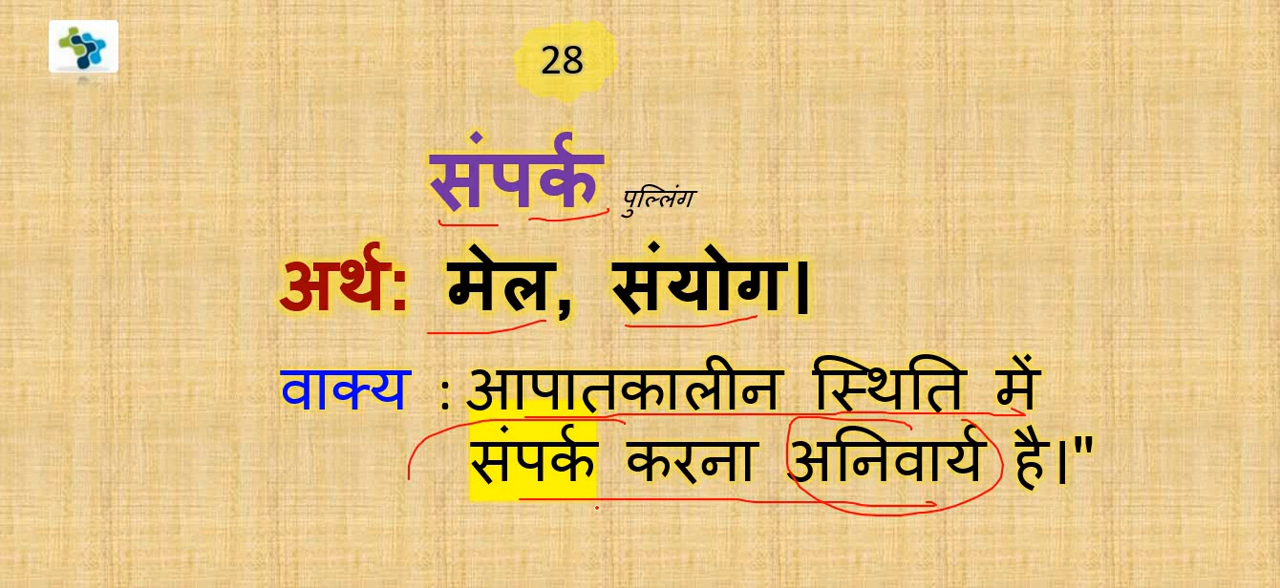 28
संपर्क पुल्लिंग
अर्थ: मेल, संयोग।
वाक्य : आपातकालीन स्थिति में
संपर्क करना अनिवार्य है।"